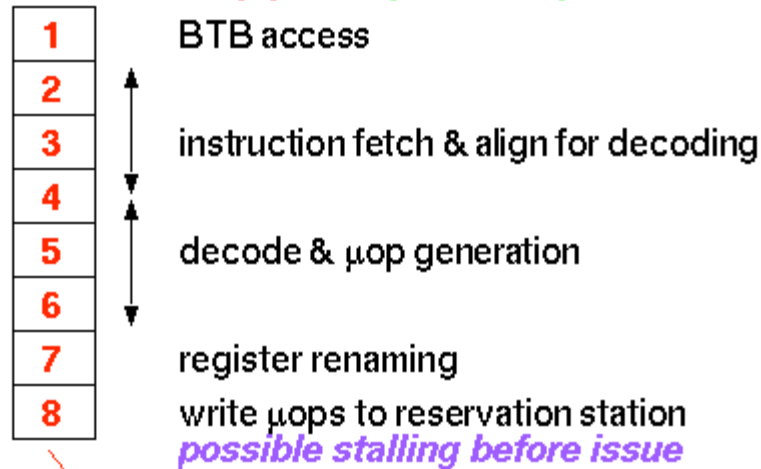 1 BTB access
2
3 instruction fetch & align for decoding
4
5 decode & μop generation
6
7 register renaming
8 write μops to reservation station
possible stalling before issue